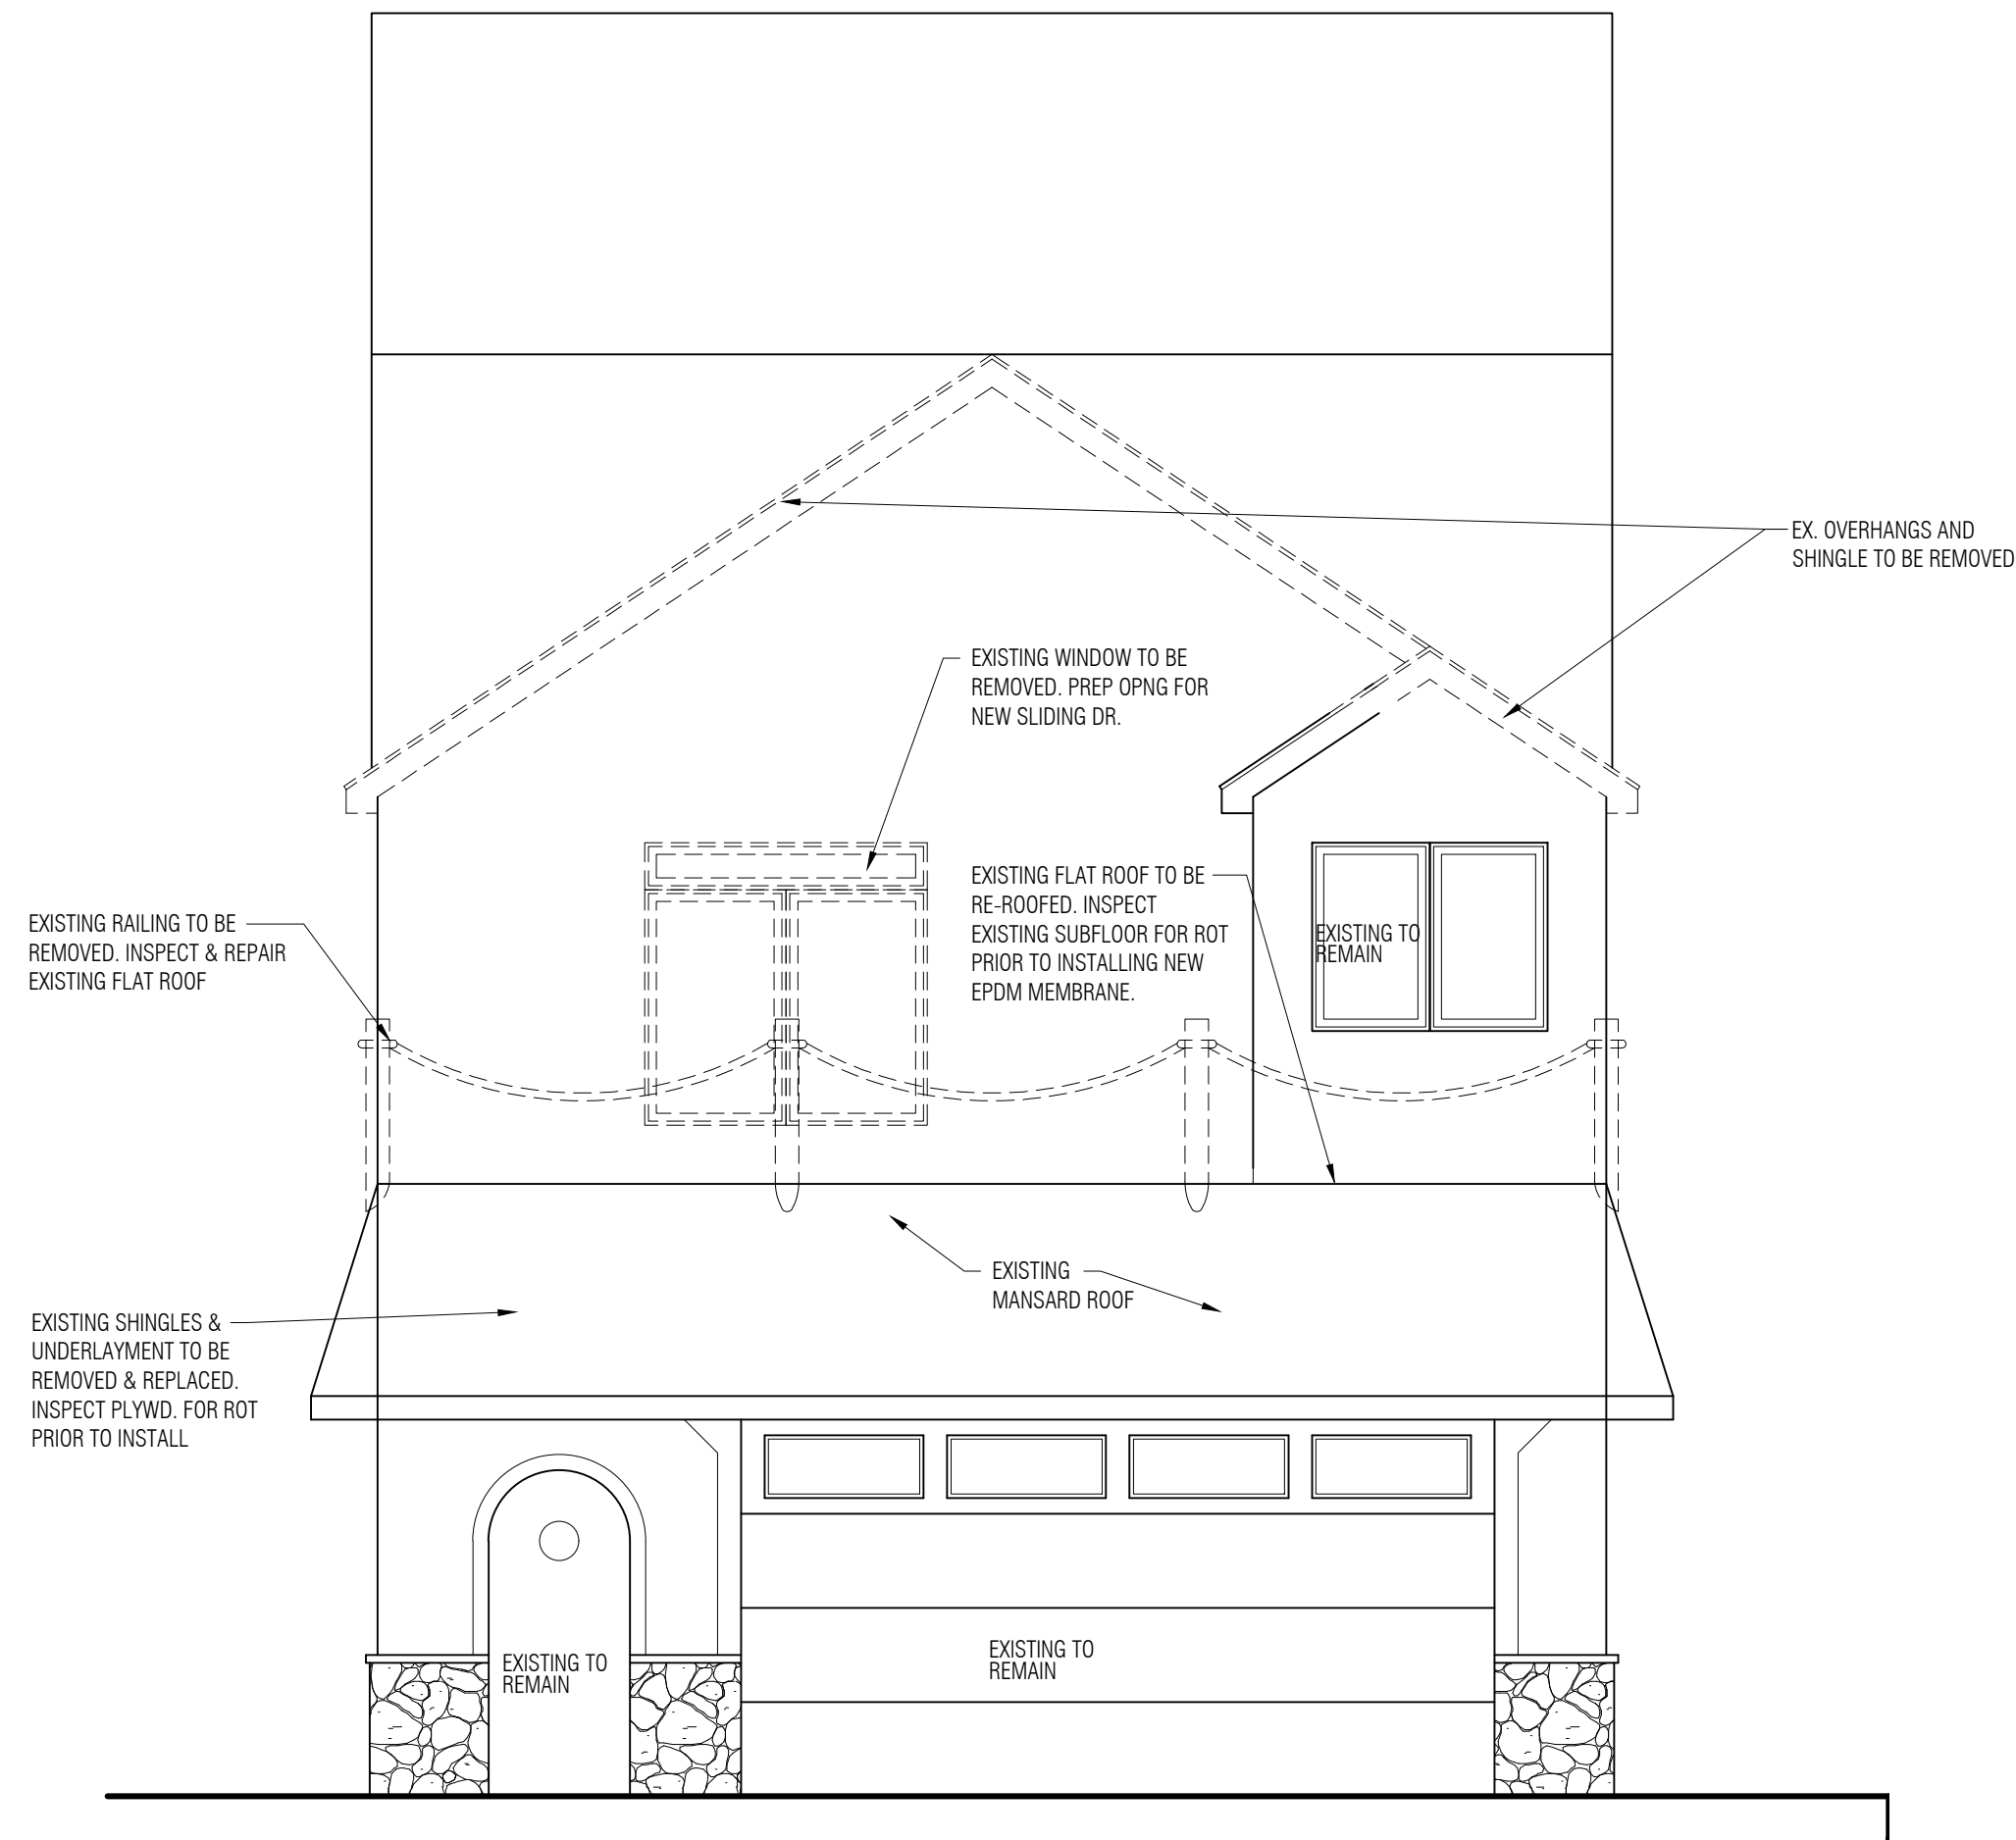 EX. OVERHANGS AND
SHINGLE TO BE REMOVED
EXISTING WINDOW TO BE
REMOVED. PREP OPNG FOR
NEW SLIDING DR.
EXISTING FLAT ROOF TO BE
RE-ROOFED. INSPECT
EXISTING SUBFLOOR FOR ROT
PRIOR TO INSTALLING NEW
EPDM MEMBRANE.
EXISTING TO
REMAIN
EXISTING RAILING TO BE
REMOVED. INSPECT & REPAIR
EXISTING FLAT ROOF
EXISTING
MANSARD ROOF
EXISTING SHINGLES &
UNDERLAYMENT TO BE
REMOVED & REPLACED.
INSPECT PLYWD. FOR ROT
PRIOR TO INSTALL
EXISTING TO
REMAIN
EXISTING TO
REMAIN